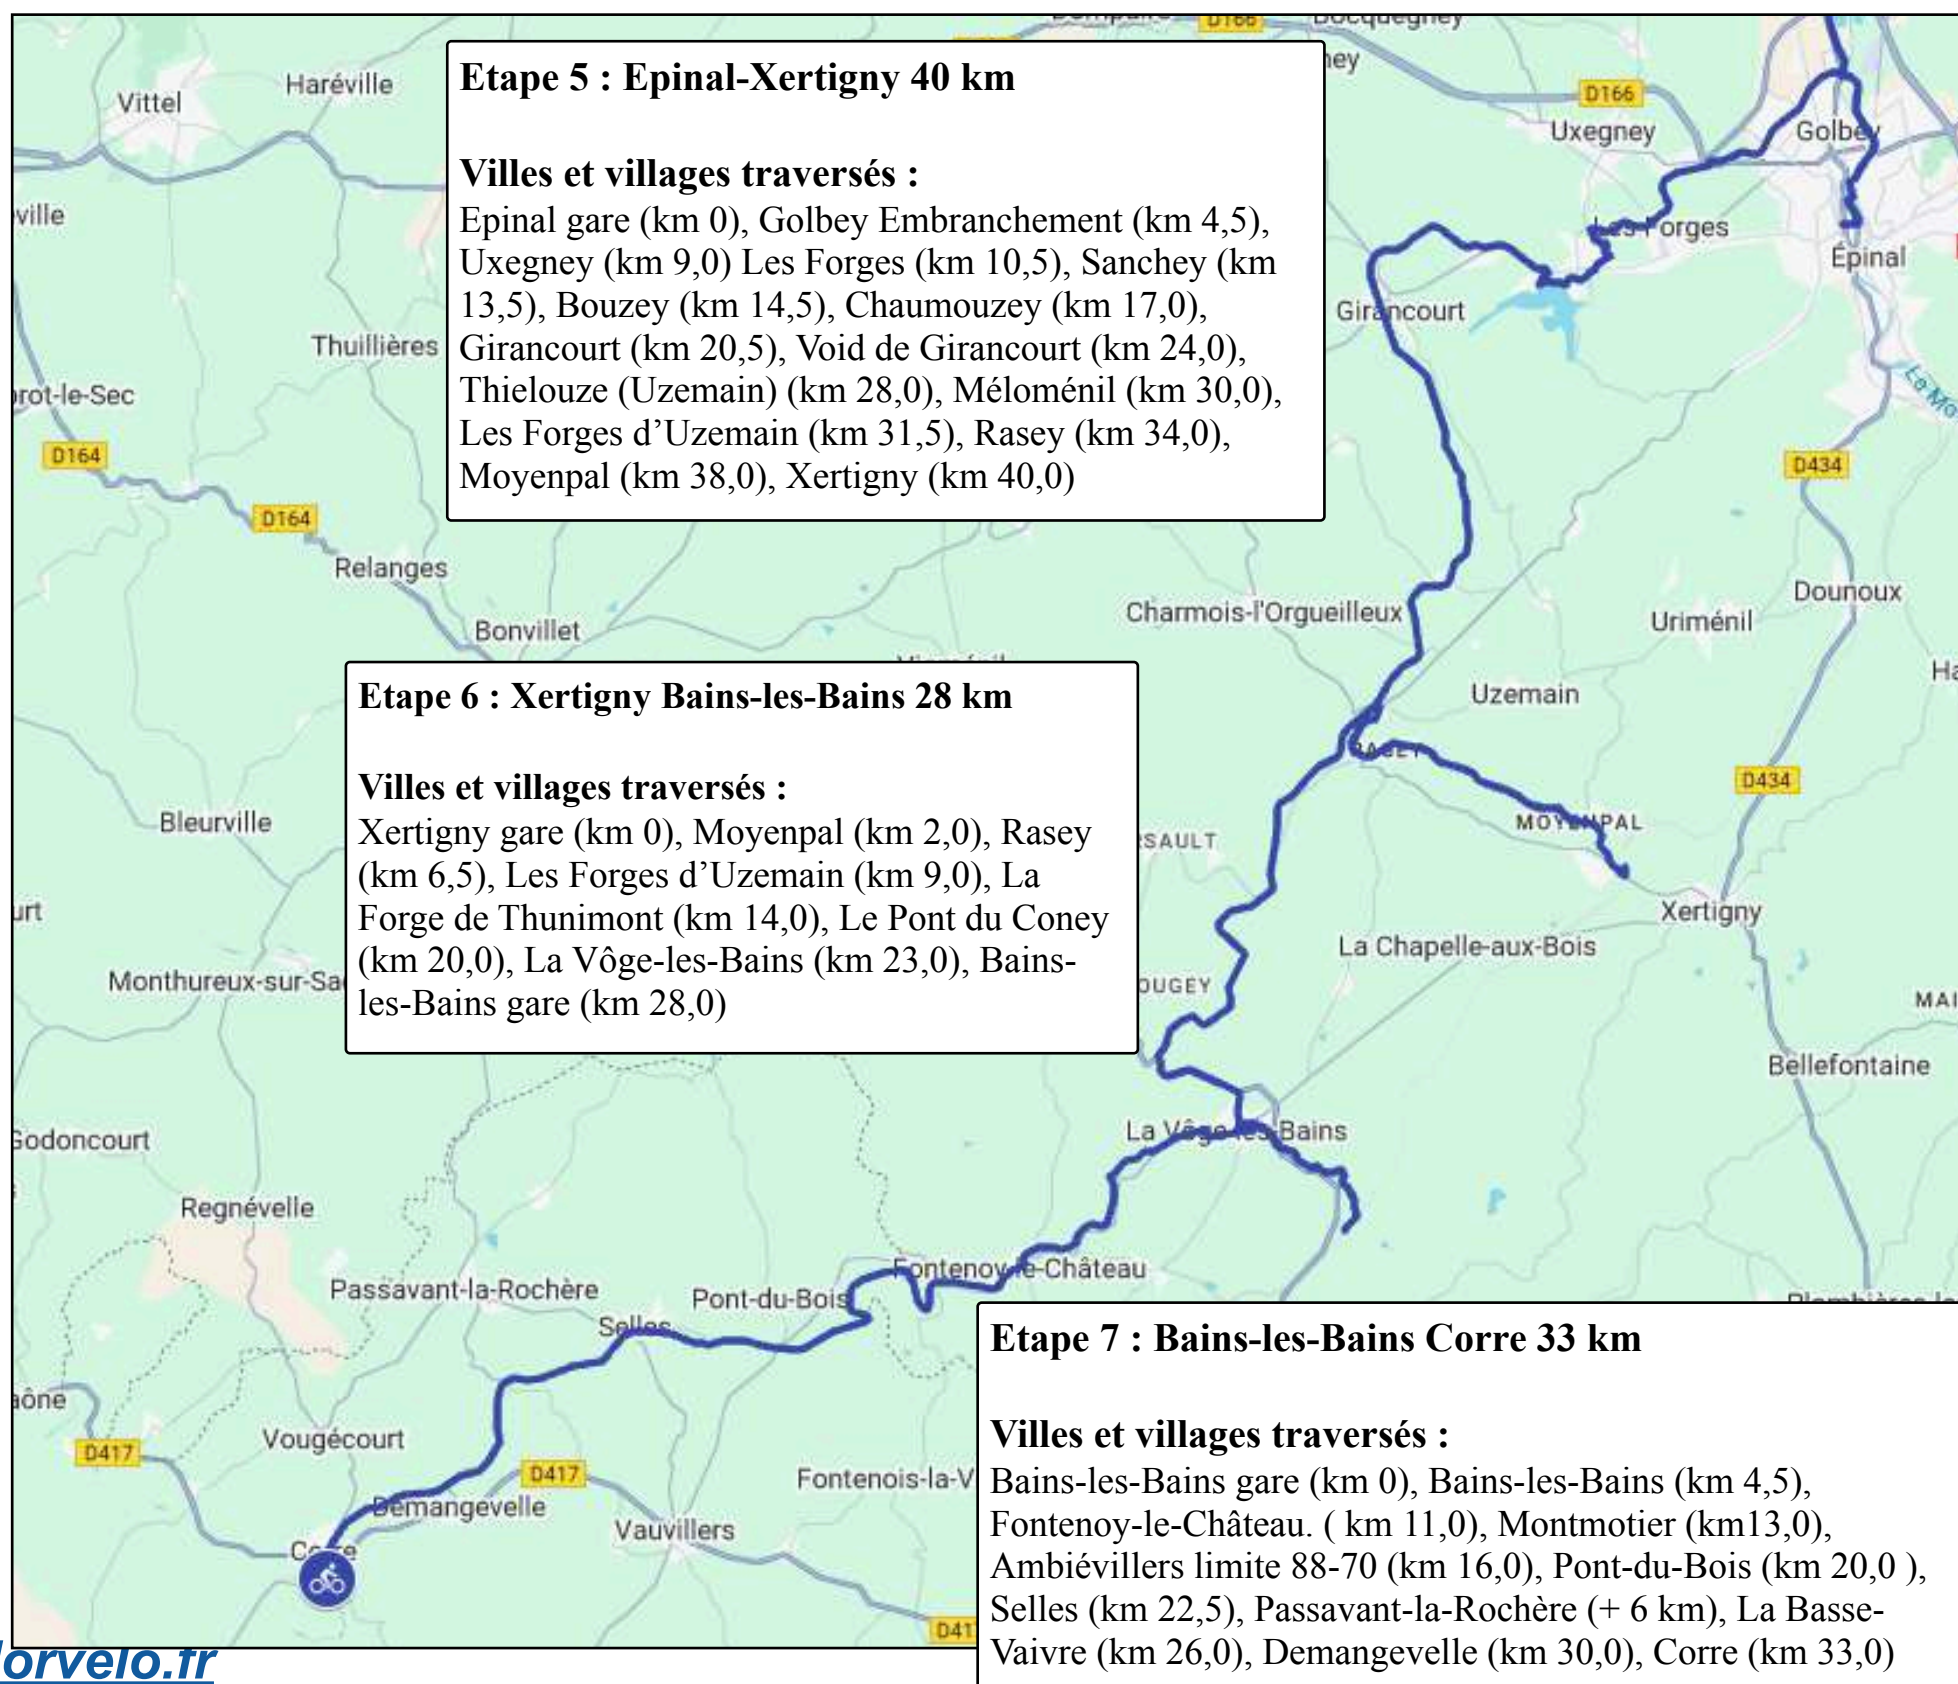 D166
Bocquegney
Haréville
Vittel
D166
Uxegney
Golbey
ville
Les Forges
Épinal
Girancourt
Thuillières
D164
D434
D164
Relanges
Dounoux
Charmois-l'Orgueilleux
Uriménil
Bonvillet
Uzemain
RASEY
D434
Bleurville
MOYENPAL
Xertigny
La Chapelle-aux-Bois
Monthureux-sur-Sa
MAI
Bellefontaine
Godoncourt
La Vôge-les-Bains
Regnévelle
Fontenoy-le-Château
Passavant-la-Rochère
Pont-du-Bois
Selles
aône
Vougécourt
D417
D417
Fontenois-la-V
Demangevelle
Vauvillers
Corre
D41
Etape 5 : Epinal-Xertigny 40 km
Villes et villages traversés :
Epinal gare (km 0), Golbey Embranchement (km 4,5),
Uxegney (km 9,0) Les Forges (km 10,5), Sanchey (km
13,5), Bouzey (km 14,5), Chaumouzey (km 17,0),
Girancourt (km 20,5), Void de Girancourt (km 24,0),
Thielouze (Uzemain) (km 28,0), Méloménil (km 30,0),
Les Forges d’Uzemain (km 31,5), Rasey (km 34,0),
Moyenpal (km 38,0), Xertigny (km 40,0)
Etape 6 : Xertigny Bains-les-Bains 28 km
Villes et villages traversés :
Xertigny gare (km 0), Moyenpal (km 2,0), Rasey
(km 6,5), Les Forges d’Uzemain (km 9,0), La
Forge de Thunimont (km 14,0), Le Pont du Coney
(km 20,0), La Vôge-les-Bains (km 23,0), Bains-
les-Bains gare (km 28,0)
Etape 7 : Bains-les-Bains Corre 33 km
Villes et villages traversés :
Bains-les-Bains gare (km 0), Bains-les-Bains (km 4,5),
Fontenoy-le-Château. ( km 11,0), Montmotier (km13,0),
Ambiévillers limite 88-70 (km 16,0), Pont-du-Bois (km 20,0 ),
Selles (km 22,5), Passavant-la-Rochère (+ 6 km), La Basse-
Vaivre (km 26,0), Demangevelle (km 30,0), Corre (km 33,0)
lorvelo.fr